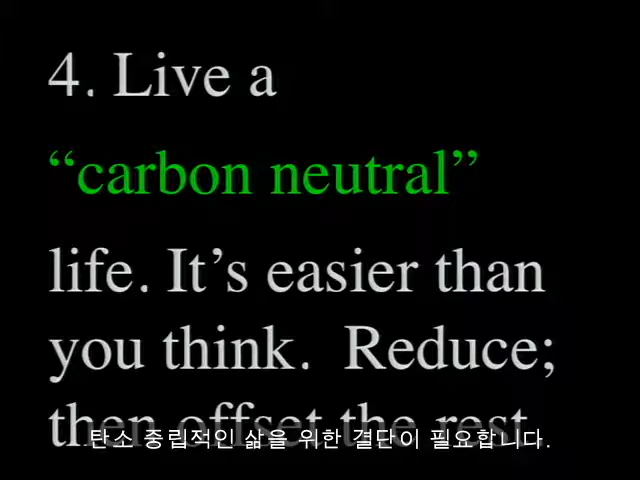 4. Live a
“carbon neutral”
life. It’s easier than
you think. Reduce;
then offset the rest.
탄소 중립적인 삶을 위한 결단이 필요합니다.